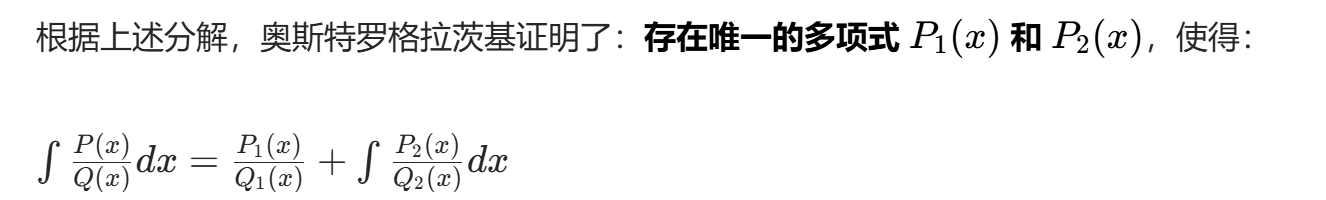 根据上述分解，奥斯特罗格拉茨基证明了：存在唯一的多项式 P₁(x) 和 P₂(x)，使得：
∫ P(x)/Q(x) dx = P₁(x)/Q₁(x) + ∫ P₂(x)/Q₂(x) dx